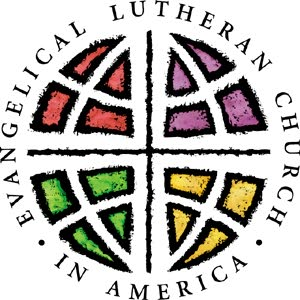 EVANGELICAL LUTHERAN CHURCH
· IN AMERICA ·